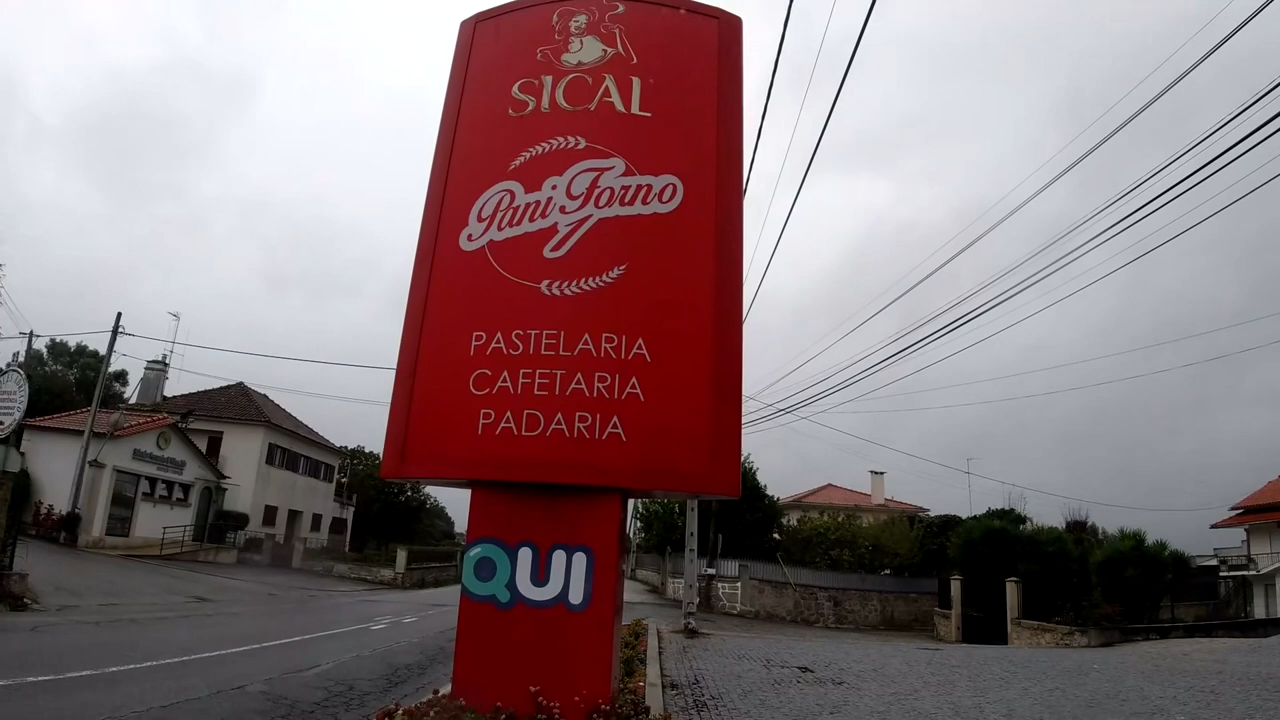 SICAL
Pani Forno
PASTELARIA
CAFETARIA
PADARIA
QUI